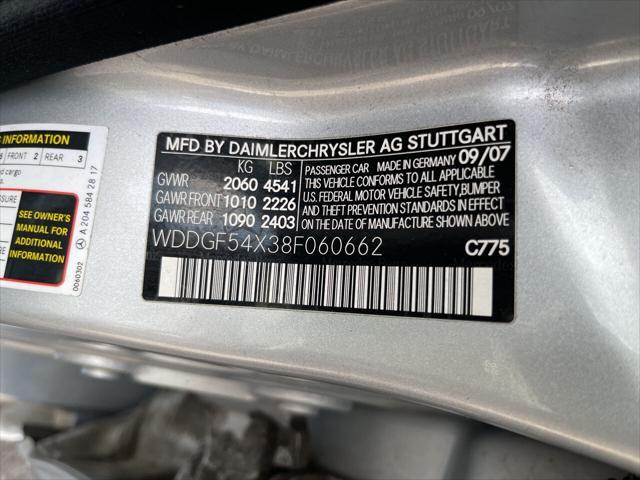 S INFORMATION
FRONT 2 REAR 3
d cargo
SEE OWNER'S
MANUAL FOR
ADDITIONAL
INFORMATION
A 204 584 28 17
0060302
MFD BY DAIMLERCHRYSLER AG STUTTGART
KG LBS
GVWR 2060 4541
GAWR FRONT 1010 2226
GAWR REAR 1090 2403
PASSENGER CAR MADE IN GERMANY 09/07
THIS VEHICLE CONFORMS TO ALL APPLICABLE
U.S. FEDERAL MOTOR VEHICLE SAFETY,BUMPER
AND THEFT PREVENTION STANDARDS IN EFFECT
ON THE DATE OF MANUFACTURE SHOWN ABOVE
WDDGF54X38F060662
C775